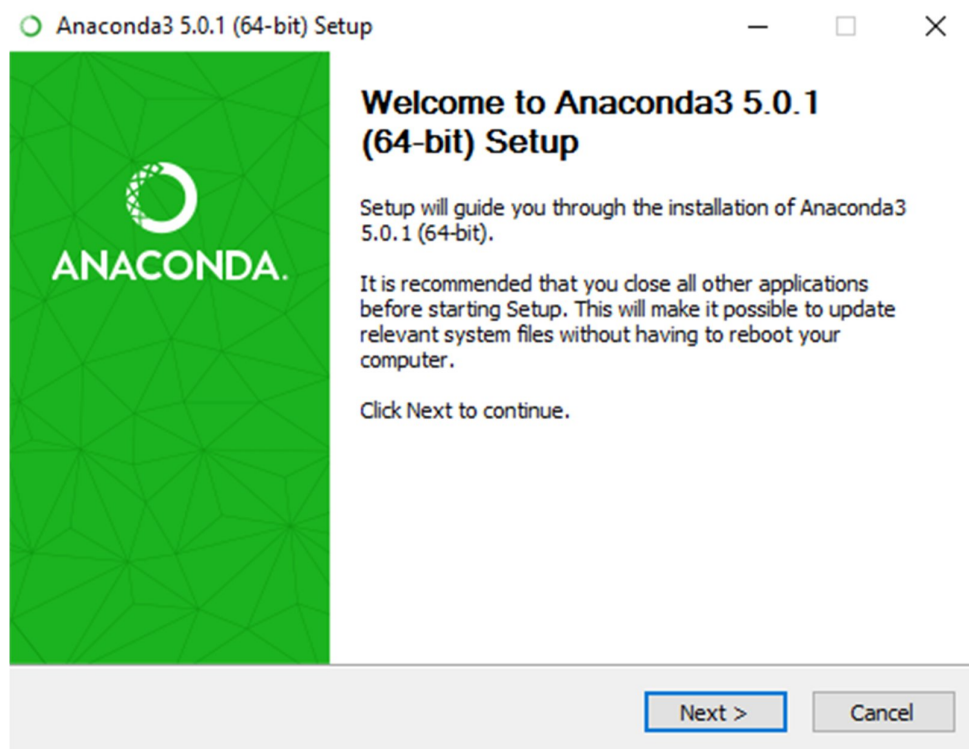 Anaconda3 5.0.1 (64-bit) Setup
ANACONDA.
Welcome to Anaconda3 5.0.1
(64-bit) Setup
Setup will guide you through the installation of Anaconda3
5.0.1 (64-bit).
It is recommended that you close all other applications
before starting Setup. This will make it possible to update
relevant system files without having to reboot your
computer.
Click Next to continue.
Next >
Cancel